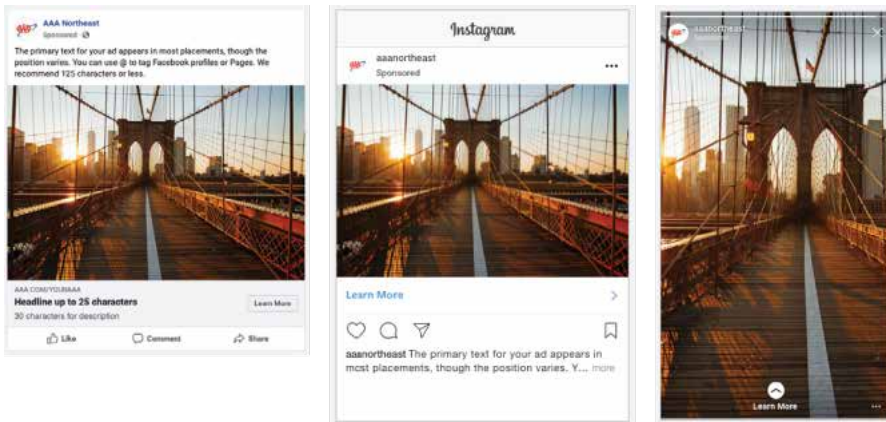 AAA Northeast
Sponsored ·
The primary text for your ad appears in most placements, though the
position varies. You can use @ to tag Facebook profiles or Pages. We
recommend 125 characters or less.
AAA.COM/YOURAAA
Headline up to 25 characters
Learn More
30 characters for description
Like
Comment
Share
Instagram
aaanortheast
Sponsored
Learn More
aaanortheast The primary text for your ad appears in
most placements, though the position varies. Y... more
aaanortheast
Sponsored
Learn More